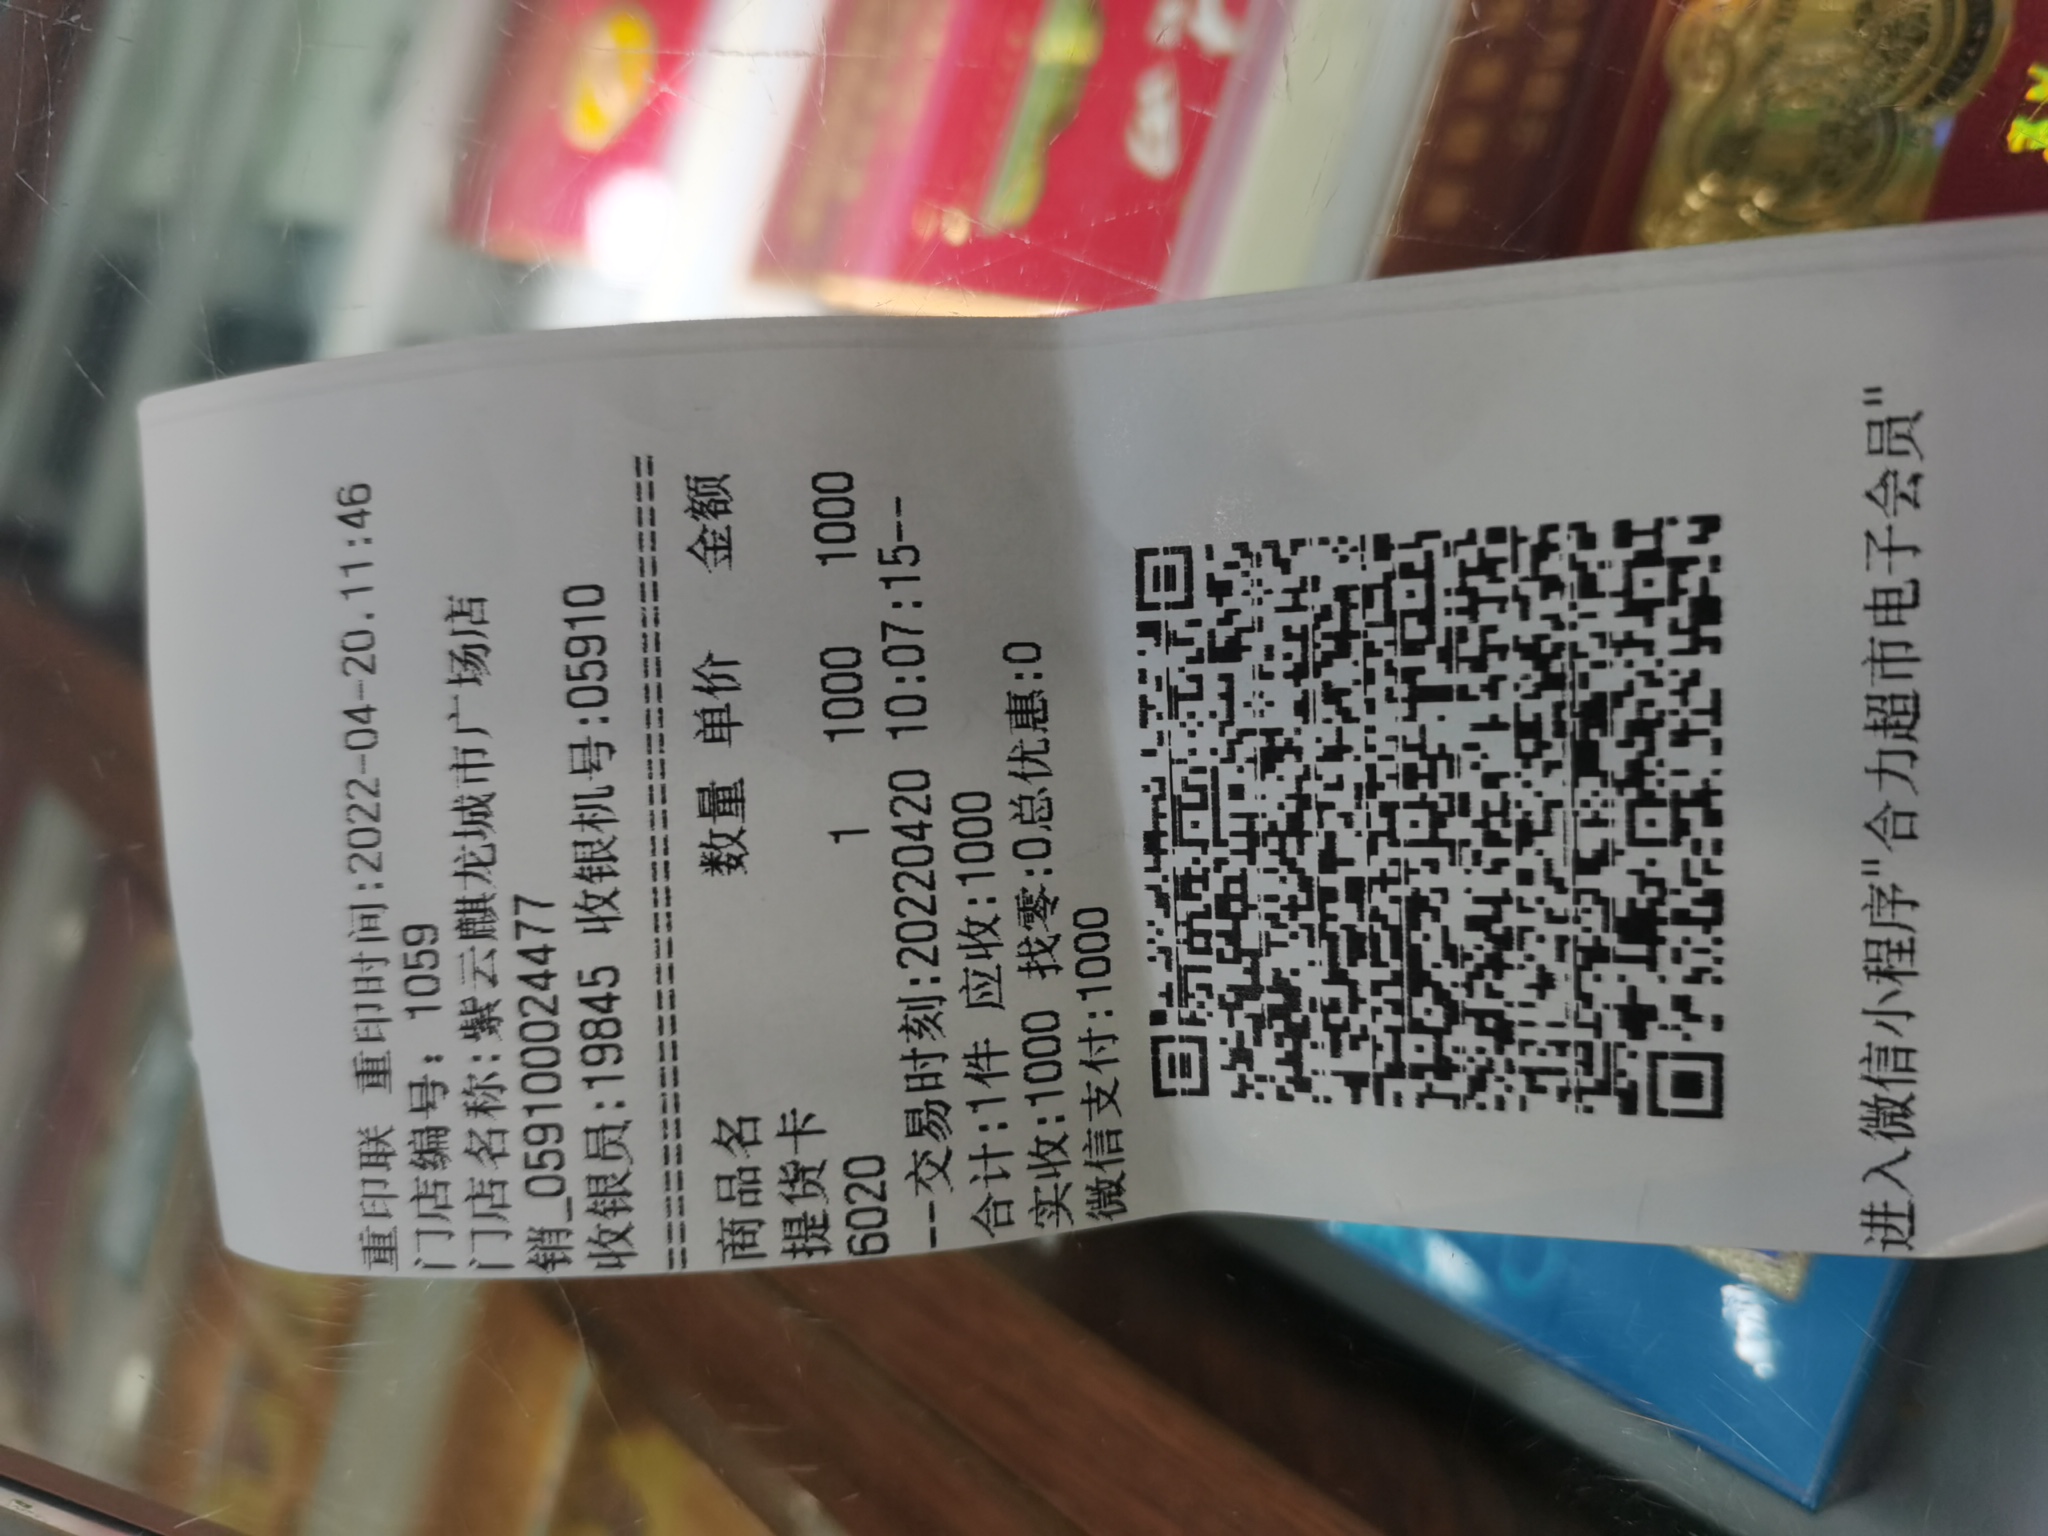 重印联 重印时间:2022-04-20.11:46
门店编号: 1059
门店名称:紫云麒龙城市广场店
销_059100024477
收银员:19845 收银机号:05910
商品名 数量 单价 金额
提货卡
6020 1 1000 1000
--交易时刻:20220420 10:07:15--
合计:1件 应收:1000
实收:1000 找零:0总优惠:0
微信支付:1000
进入微信小程序"合力超市电子会员"